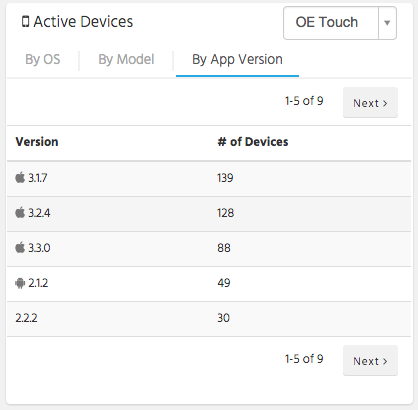 Active Devices
OE Touch
By OS By Model By App Version
1-5 of 9 Next >
Version # of Devices
3.1.7 139
3.2.4 128
3.3.0 88
2.1.2 49
2.2.2 30
1-5 of 9 Next >